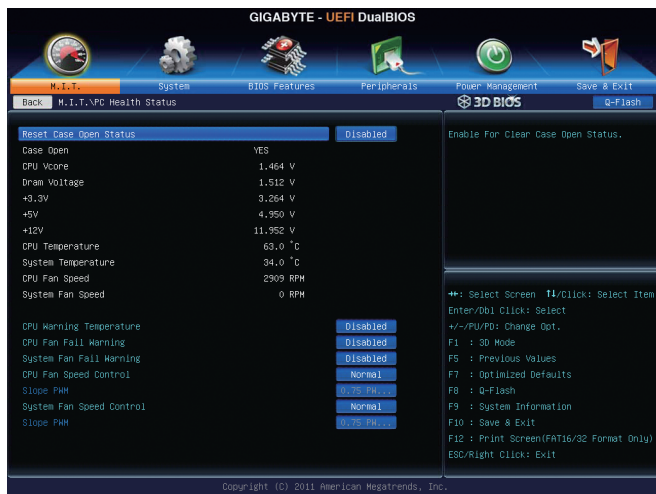 GIGABYTE - UEFI DualBIOS
M.I.T.
System
BIOS Features
Peripherals
Power Management
Save & Exit
Back M.I.T.\PC Health Status
3D BIOS
Q-Flash
Reset Case Open Status Disabled
Case Open YES
CPU Vcore 1.464 V
Dram Voltage 1.512 V
+3.3V 3.264 V
+5V 4.950 V
+12V 11.952 V
CPU Temperature 63.0 °C
System Temperature 34.0 °C
CPU Fan Speed 2909 RPM
System Fan Speed 0 RPM
CPU Warning Temperature Disabled
CPU Fan Fail Warning Disabled
System Fan Fail Warning Disabled
CPU Fan Speed Control Normal
Slope PWM 0.75 PW...
System Fan Speed Control Normal
Slope PWM 0.75 PW...
Enable For Clear Case Open Status.
→←: Select Screen ↑↓/Click: Select Item
Enter/Dbl Click: Select
+/-/PU/PD: Change Opt.
F1 : 3D Mode
F5 : Previous Values
F7 : Optimized Defaults
F8 : Q-Flash
F9 : System Information
F10 : Save & Exit
F12 : Print Screen(FAT16/32 Format Only)
ESC/Right Click: Exit
Copyright (C) 2011 American Megatrends, Inc.